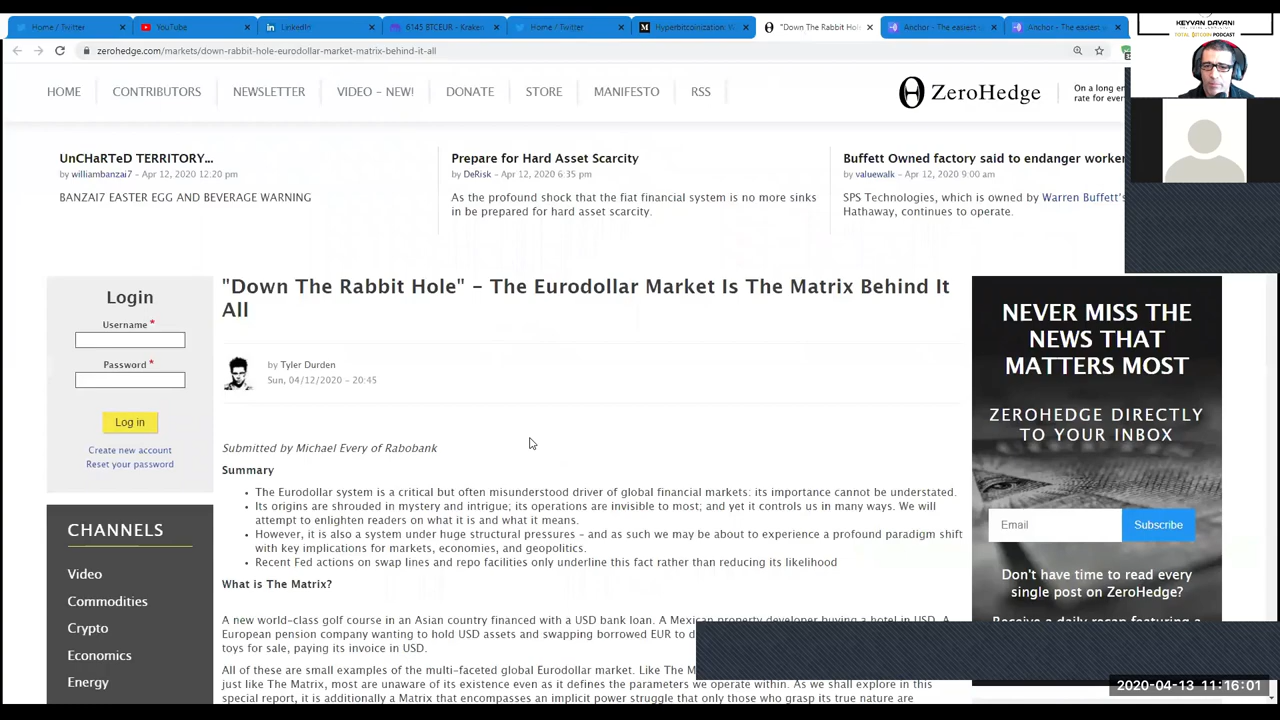 Home / Twitter
YouTube
LinkedIn
6145 BTCEUR - Kraken
Home / Twitter
Hyperbitcoinization: W
"Down The Rabbit Hole
Anchor - The easiest
Anchor - The easiest
KEYVAN DAVANI
TOTAL BITCOIN PODCAST
zerohedge.com/markets/down-rabbit-hole-eurodollar-market-matrix-behind-it-all
HOME
CONTRIBUTORS
NEWSLETTER
VIDEO - NEW!
DONATE
STORE
MANIFESTO
RSS
ZeroHedge
On a long en
rate for ever
UnCHaRTeD TERRITORY...
by williambanzai7 - Apr 12, 2020 12:20 pm
BANZAI7 EASTER EGG AND BEVERAGE WARNING
Prepare for Hard Asset Scarcity
by DeRisk - Apr 12, 2020 6:35 pm
As the profound shock that the fiat financial system is no more sinks
in be prepared for hard asset scarcity.
Buffett Owned factory said to endanger worker
by valuewalk - Apr 12, 2020 9:00 am
SPS Technologies, which is owned by Warren Buffett's
Hathaway, continues to operate.
Login
Username *
Password *
Log in
Create new account
Reset your password
CHANNELS
Video
Commodities
Crypto
Economics
Energy
"Down The Rabbit Hole" - The Eurodollar Market Is The Matrix Behind It
All
by Tyler Durden
Sun, 04/12/2020 - 20:45
Submitted by Michael Every of Rabobank
Summary
• The Eurodollar system is a critical but often misunderstood driver of global financial markets: its importance cannot be understated.
• Its origins are shrouded in mystery and intrigue; its operations are invisible to most; and yet it controls us in many ways. We will
attempt to enlighten readers on what it is and what it means.
• However, it is also a system under huge structural pressures - and as such we may be about to experience a profound paradigm shift
with key implications for markets, economies, and geopolitics.
• Recent Fed actions on swap lines and repo facilities only underline this fact rather than reducing its likelihood
What is The Matrix?
A new world-class golf course in an Asian country financed with a USD bank loan. A Mexican property developer buying a hotel in USD. A
European pension company wanting to hold USD assets and swapping borrowed EUR to d
toys for sale, paying its invoice in USD.
All of these are small examples of the multi-faceted global Eurodollar market. Like The M
just like The Matrix, most are unaware of its existence even as it defines the parameters we operate within. As we shall explore in this
special report, it is additionally a Matrix that encompasses an implicit power struggle that only those who grasp its true nature are
NEVER MISS THE
NEWS THAT
MATTERS MOST
ZEROHEDGE DIRECTLY
TO YOUR INBOX
Email
Subscribe
Don't have time to read every
single post on ZeroHedge?
Receive a daily recap featuring a
2020-04-13 11:16:01